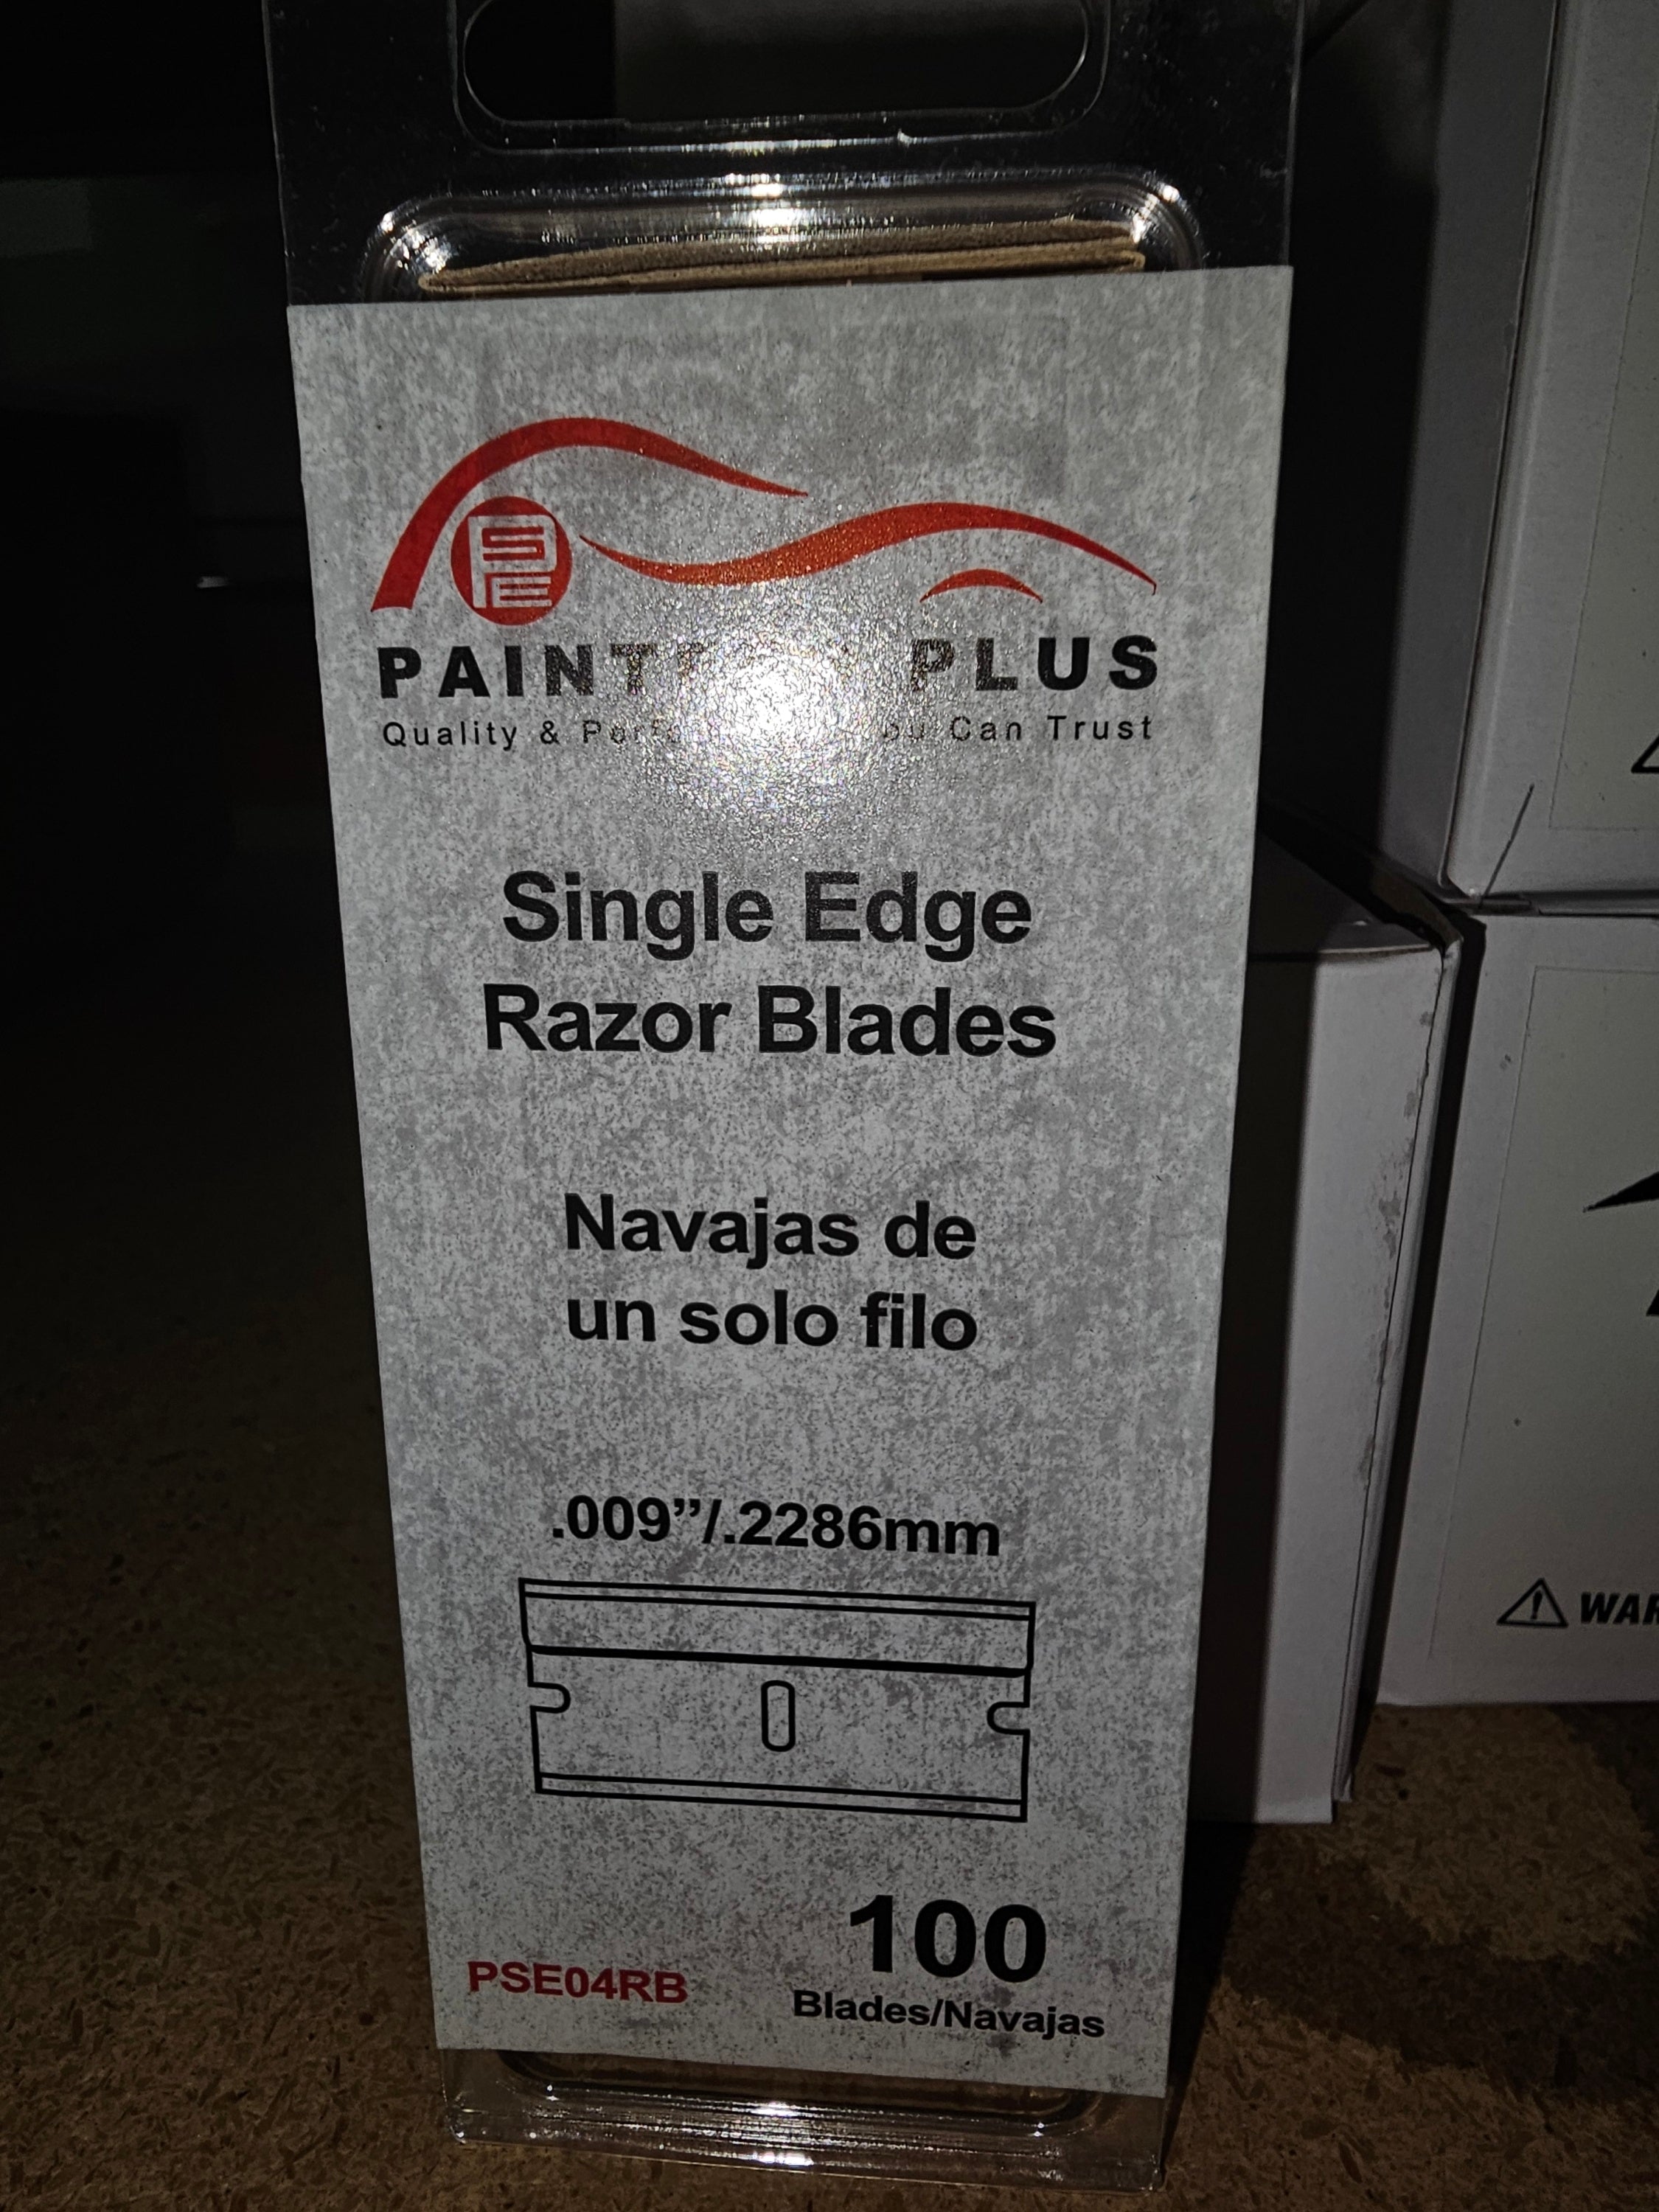 PSE
PLUS
Quality & Can Trust
Single Edge
Razor Blades
Navajas de
un solo filo
.009”/.2286mm
100
PSE04RB
Blades/Navajas